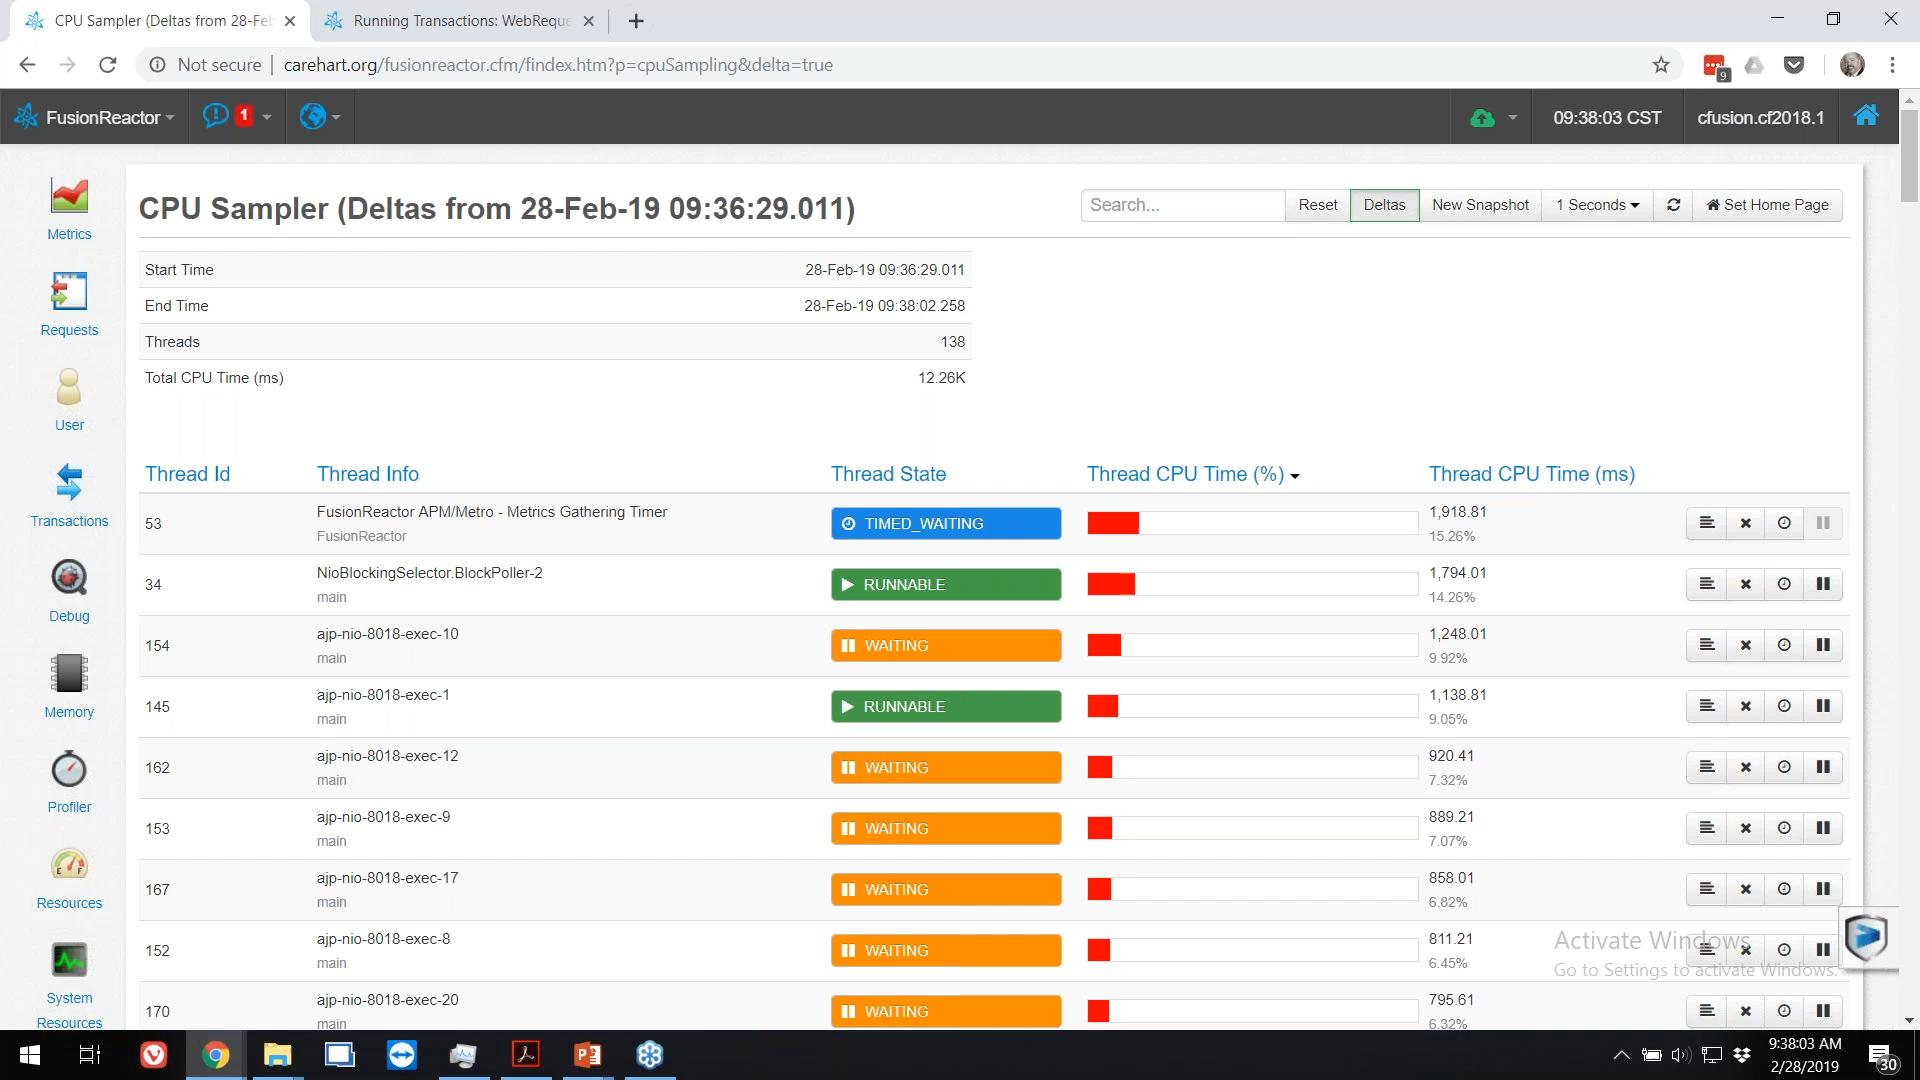 CPU Sampler (Deltas from 28-Feb
Running Transactions: WebReque
Not secure
carehart.org/fusionreactor.cfm/findex.htm?p=cpuSampling&delta=true
9
FusionReactor
1
09:38:03 CST
cfusion.cf2018.1
Metrics
Requests
User
Transactions
Debug
Memory
Profiler
Resources
System
Resources
CPU Sampler (Deltas from 28-Feb-19 09:36:29.011)
Search...
Reset
Deltas
New Snapshot
1 Seconds
Set Home Page
Start Time 28-Feb-19 09:36:29.011
End Time 28-Feb-19 09:38:02.258
Threads 138
Total CPU Time (ms) 12.26K
Thread Id Thread Info Thread State Thread CPU Time (%) Thread CPU Time (ms)
53 FusionReactor APM/Metro - Metrics Gathering Timer TIMED_WAITING 1,918.81
FusionReactor 15.26%
34 NioBlockingSelector.BlockPoller-2 RUNNABLE 1,794.01
main 14.26%
154 ajp-nio-8018-exec-10 WAITING 1,248.01
main 9.92%
145 ajp-nio-8018-exec-1 RUNNABLE 1,138.81
main 9.05%
162 ajp-nio-8018-exec-12 WAITING 920.41
main 7.32%
153 ajp-nio-8018-exec-9 WAITING 889.21
main 7.07%
167 ajp-nio-8018-exec-17 WAITING 858.01
main 6.82%
152 ajp-nio-8018-exec-8 WAITING 811.21
main 6.45%
170 ajp-nio-8018-exec-20 WAITING 795.61
main 6.32%
Activate Windows
Go to Settings to activate Windows.
9:38:03 AM
2/28/2019
30